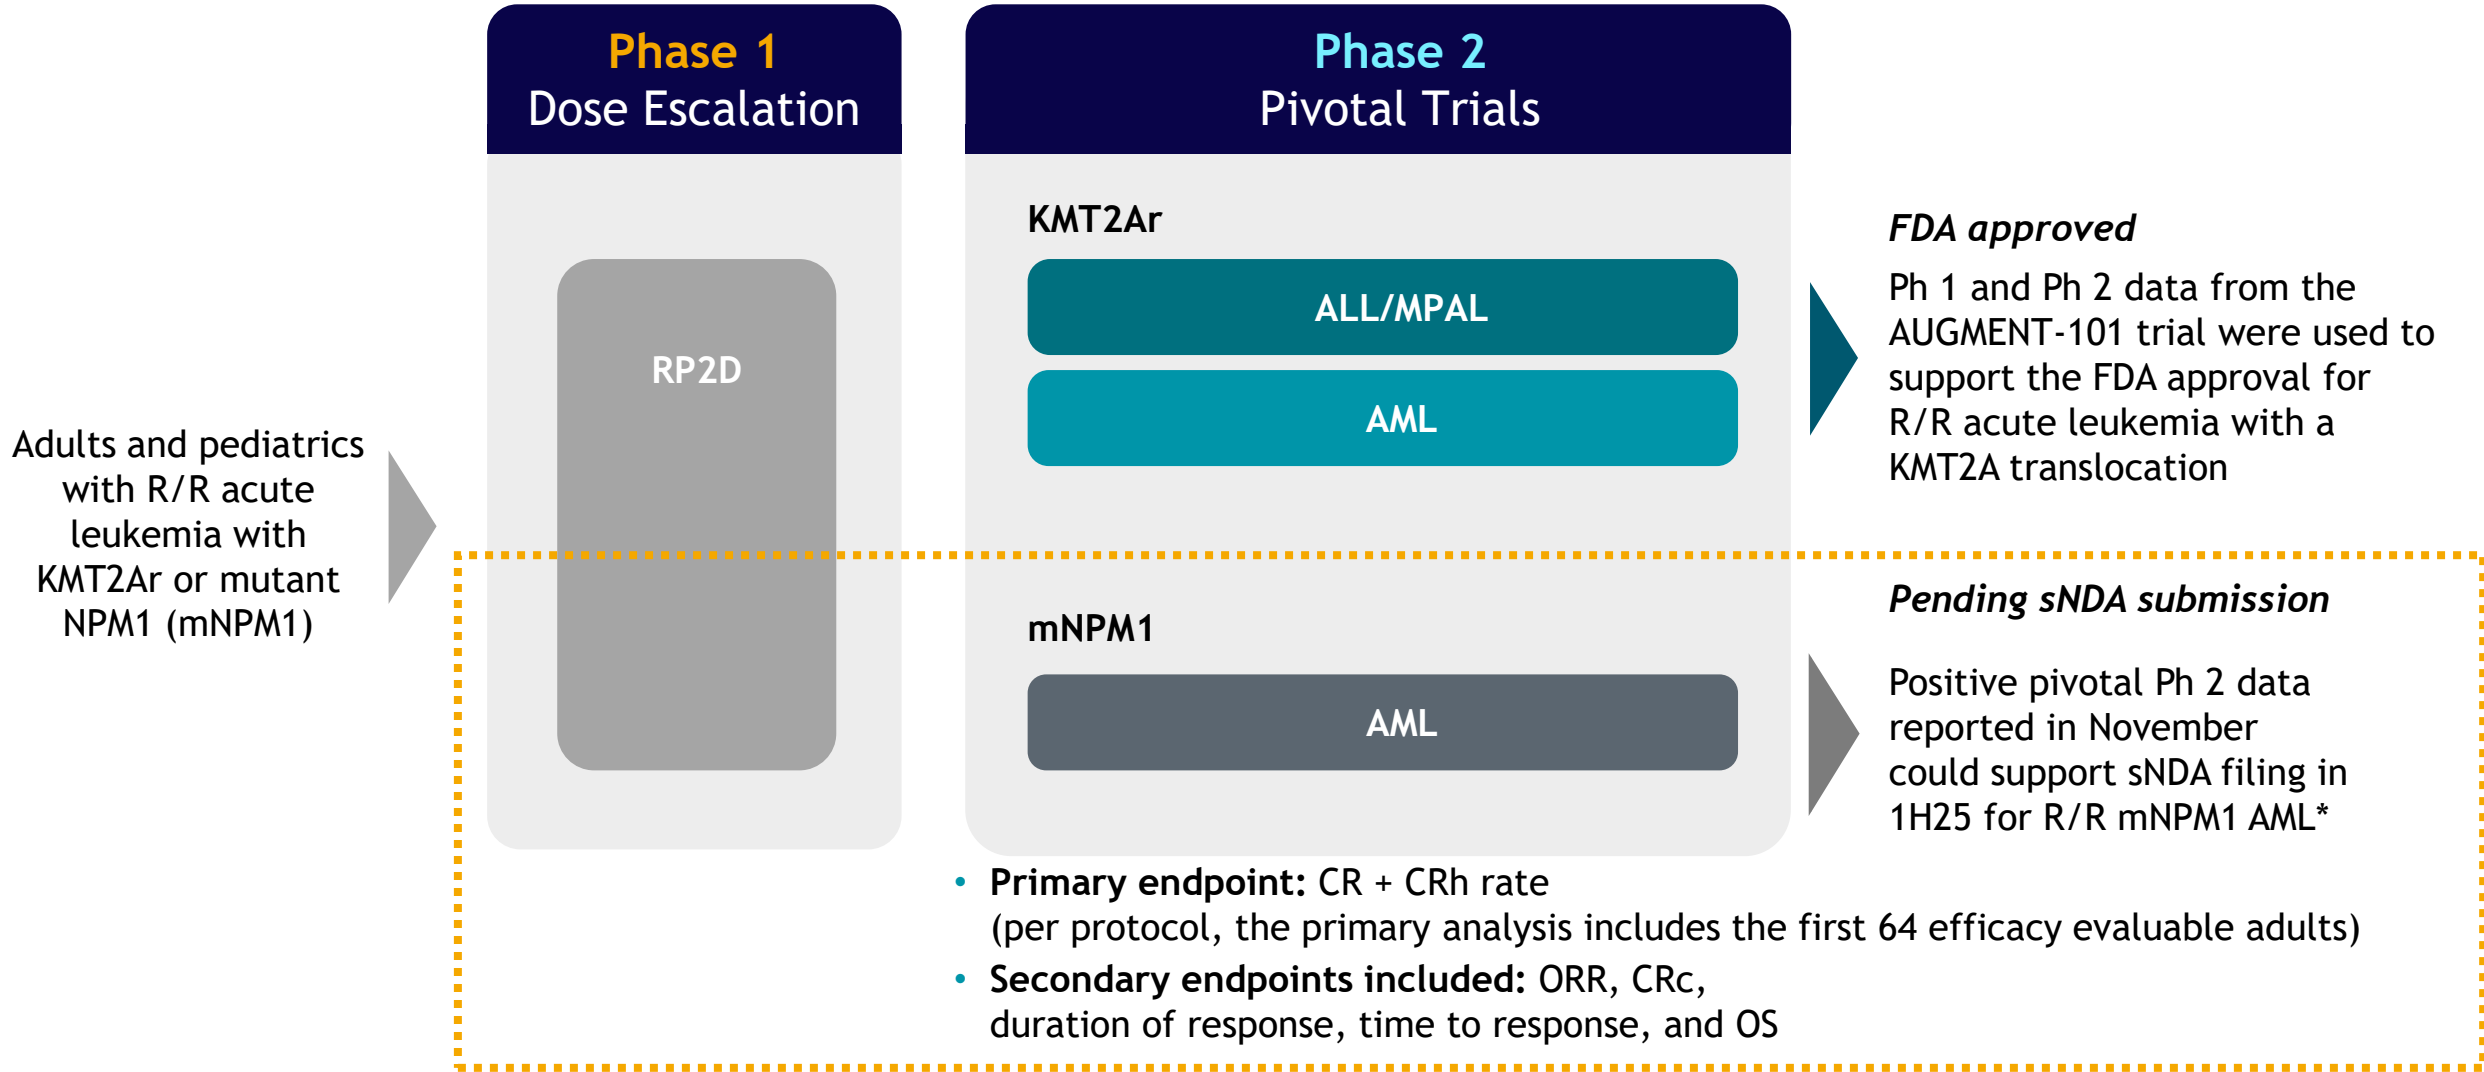 Phase 1
Dose Escalation
Phase 2
Pivotal Trials
Adults and pediatrics
with R/R acute
leukemia with
KMT2Ar or mutant
NPM1 (mNPM1)
RP2D
KMT2Ar
ALL/MPAL
AML
FDA approved
Ph 1 and Ph 2 data from the
AUGMENT-101 trial were used to
support the FDA approval for
R/R acute leukemia with a
KMT2A translocation
mNPM1
AML
Pending sNDA submission
Positive pivotal Ph 2 data
reported in November
could support sNDA filing in
1H25 for R/R mNPM1 AML*
• Primary endpoint: CR + CRh rate
(per protocol, the primary analysis includes the first 64 efficacy evaluable adults)
• Secondary endpoints included: ORR, CRc,
duration of response, time to response, and OS